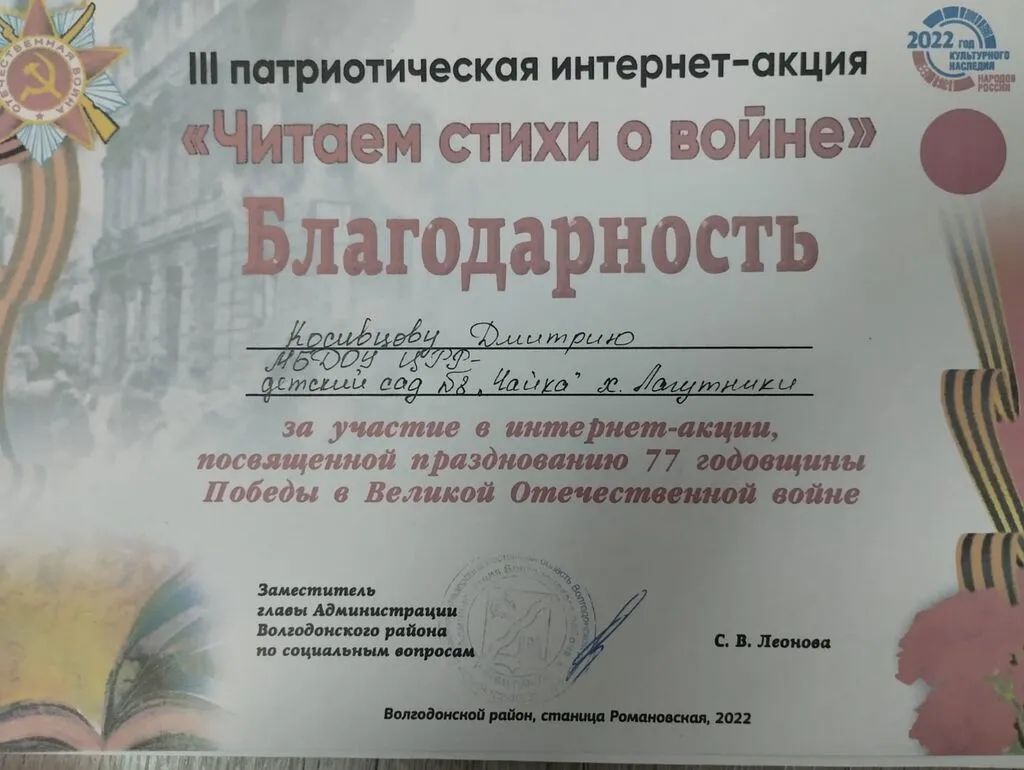 ОТЕЧЕСТВЕННАЯ ВОЙНА
2022 год
КУЛЬТУРНОГО
НАСЛЕДИЯ
НАРОДОВ
РОССИИ
III патриотическая интернет-акция
«Читаем стихи о войне»
Благодарность
Косивцову Дмитрию
МБДОУ ЦРР-
детский сад №8 „Чайка" х. Лагутники
за участие в интернет-акции,
посвященной празднованию 77 годовщины
Победы в Великой Отечественной войне
Заместитель
главы Администрации
Волгодонского района
по социальным вопросам
С. В. Леонова
Волгодонской район, станица Романовская, 2022